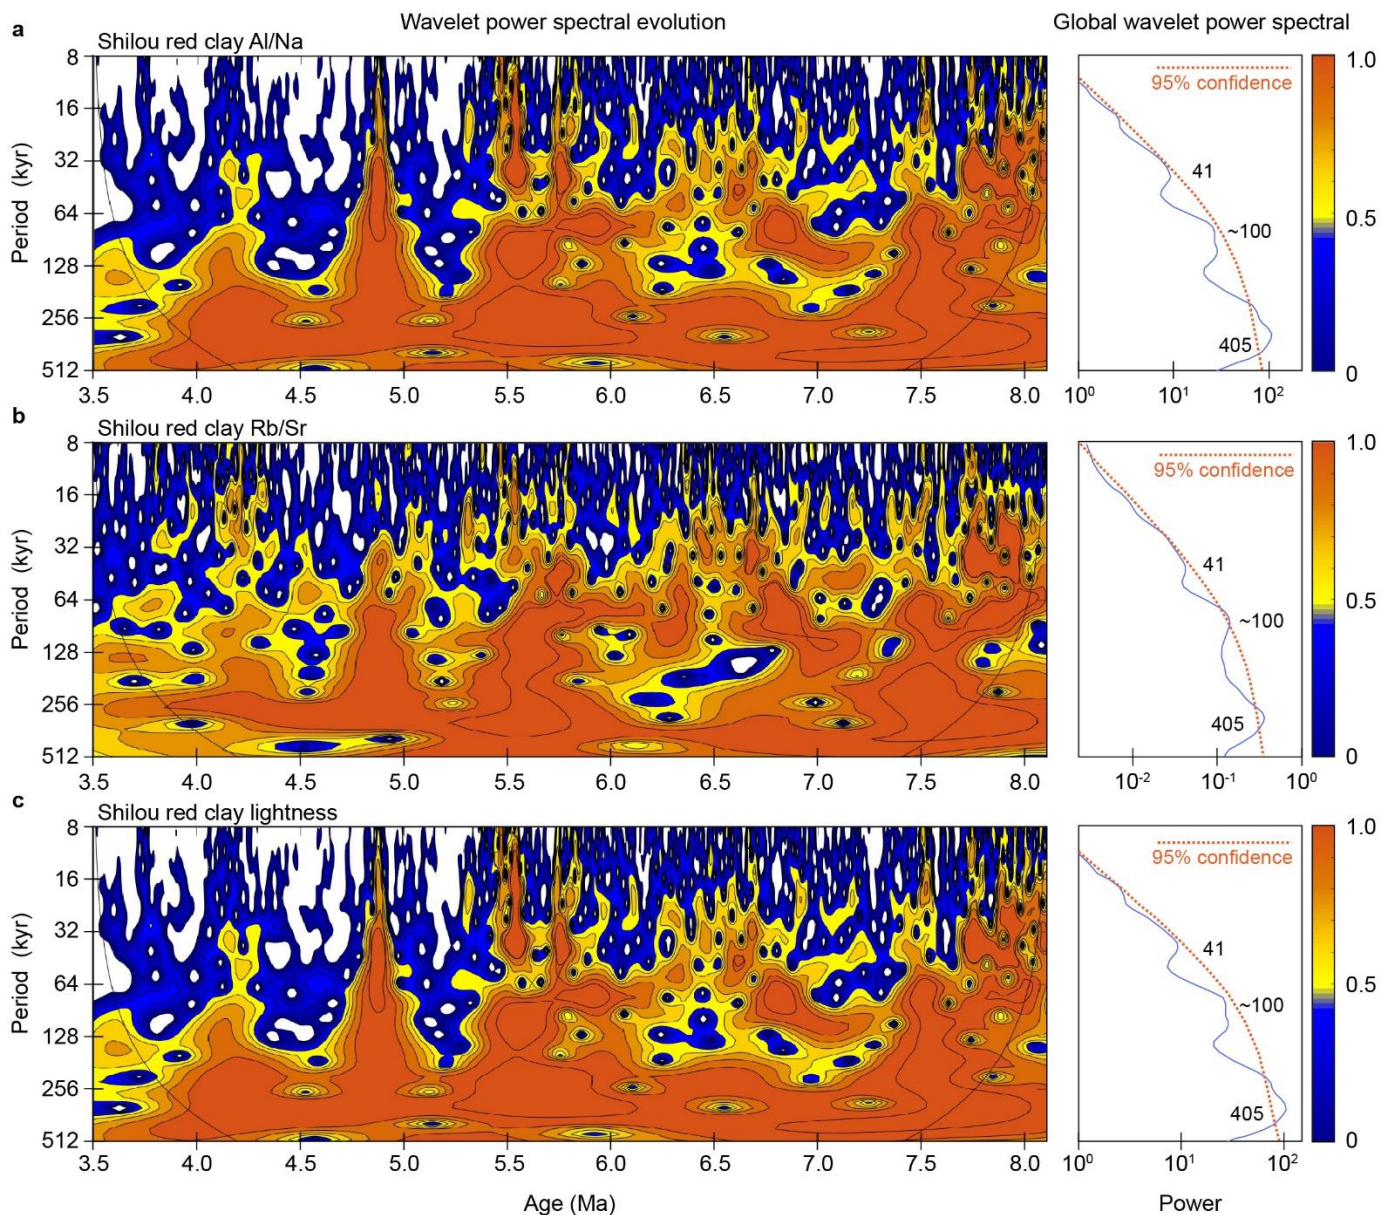 Wavelet power spectral evolution
Global wavelet power spectral
a
Shilou red clay Al/Na
Period (kyr)
8
16
32
64
128
256
512
3.5 4.0 4.5 5.0 5.5 6.0 6.5 7.0 7.5 8.0
95% confidence
41
~100
405
10⁰ 10¹ 10²
1.0
0.5
0
b
Shilou red clay Rb/Sr
Period (kyr)
8
16
32
64
128
256
512
3.5 4.0 4.5 5.0 5.5 6.0 6.5 7.0 7.5 8.0
95% confidence
41
~100
405
10⁻² 10⁻¹ 10⁰
1.0
0.5
0
c
Shilou red clay lightness
Period (kyr)
8
16
32
64
128
256
512
3.5 4.0 4.5 5.0 5.5 6.0 6.5 7.0 7.5 8.0
Age (Ma)
95% confidence
41
~100
405
10⁰ 10¹ 10²
Power
1.0
0.5
0